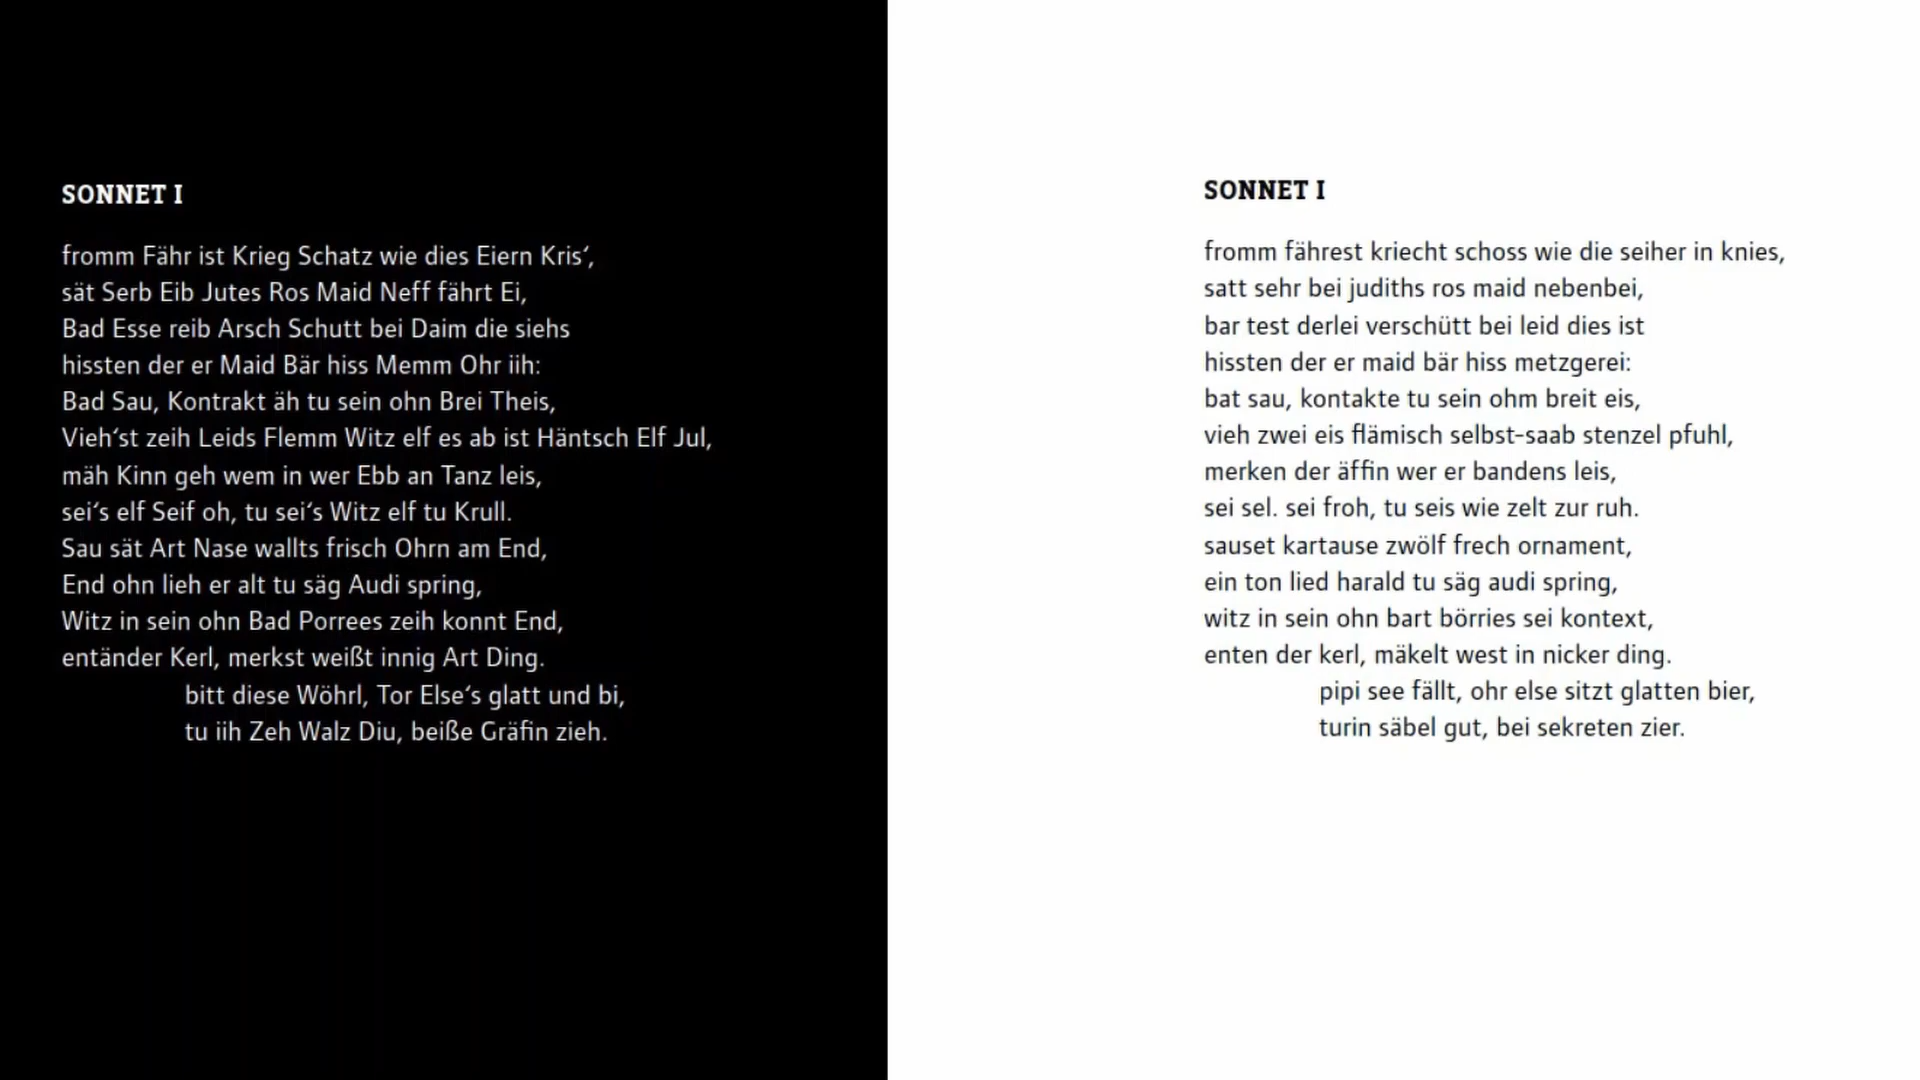 SONNET I
fromm Fähr ist Krieg Schatz wie dies Eiern Kris‘,
sät Serb Eib Jutes Ros Maid Neff fährt Ei,
Bad Esse reib Arsch Schutt bei Daim die siehs
hissten der er Maid Bär hiss Memm Ohr iih:
Bad Sau, Kontrakt äh tu sein ohn Brei Theis,
Vieh‘st zeih Leids Flemm Witz elf es ab ist Häntsch Elf Jul,
mäh Kinn geh wem in wer Ebb an Tanz leis,
sei‘s elf Seif oh, tu sei‘s Witz elf tu Krull.
Sau sät Art Nase wallts frisch Ohrn am End,
End ohn lieh er alt tu säg Audi spring,
Witz in sein ohn Bad Porrees zeih konnt End,
entänder Kerl, merkst weißt innig Art Ding.
bitt diese Wöhrl, Tor Else‘s glatt und bi,
tu iih Zeh Walz Diu, beiße Gräfin zieh.
SONNET I
fromm fährest kriecht schoss wie die seiher in knies,
satt sehr bei judiths ros maid nebenbei,
bar test derlei verschütt bei leid dies ist
hissten der er maid bär hiss metzgerei:
bat sau, kontakte tu sein ohm breit eis,
vieh zwei eis flämisch selbst-saab stenzel pfuhl,
merken der äffin wer er bandens leis,
sei sel. sei froh, tu seis wie zelt zur ruh.
sauset kartause zwölf frech ornament,
ein ton lied harald tu säg audi spring,
witz in sein ohn bart börries sei kontext,
enten der kerl, mäkelt west in nicker ding.
pipi see fällt, ohr else sitzt glatten bier,
turin säbel gut, bei sekreten zier.